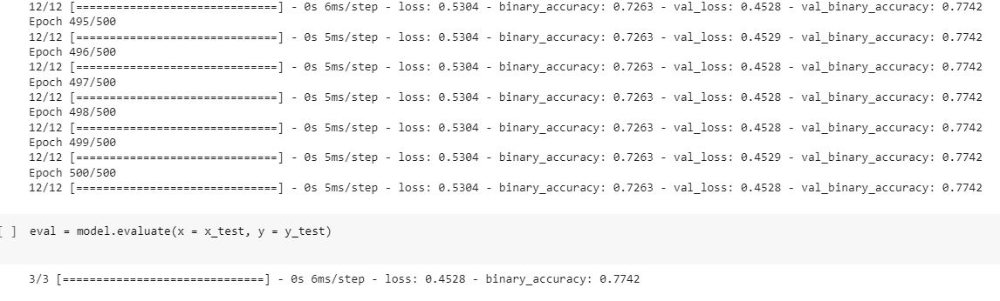 12/12 [==============================] - 0s 6ms/step - loss: 0.5304 - binary_accuracy: 0.7263 - val_loss: 0.4528 - val_binary_accuracy: 0.7742
Epoch 495/500
12/12 [==============================] - 0s 5ms/step - loss: 0.5304 - binary_accuracy: 0.7263 - val_loss: 0.4529 - val_binary_accuracy: 0.7742
Epoch 496/500
12/12 [==============================] - 0s 5ms/step - loss: 0.5304 - binary_accuracy: 0.7263 - val_loss: 0.4528 - val_binary_accuracy: 0.7742
Epoch 497/500
12/12 [==============================] - 0s 5ms/step - loss: 0.5304 - binary_accuracy: 0.7263 - val_loss: 0.4528 - val_binary_accuracy: 0.7742
Epoch 498/500
12/12 [==============================] - 0s 5ms/step - loss: 0.5304 - binary_accuracy: 0.7263 - val_loss: 0.4528 - val_binary_accuracy: 0.7742
Epoch 499/500
12/12 [==============================] - 0s 5ms/step - loss: 0.5304 - binary_accuracy: 0.7263 - val_loss: 0.4529 - val_binary_accuracy: 0.7742
Epoch 500/500
12/12 [==============================] - 0s 5ms/step - loss: 0.5304 - binary_accuracy: 0.7263 - val_loss: 0.4528 - val_binary_accuracy: 0.7742
[ ] eval = model.evaluate(x = x_test, y = y_test)
3/3 [==============================] - 0s 6ms/step - loss: 0.4528 - binary_accuracy: 0.7742